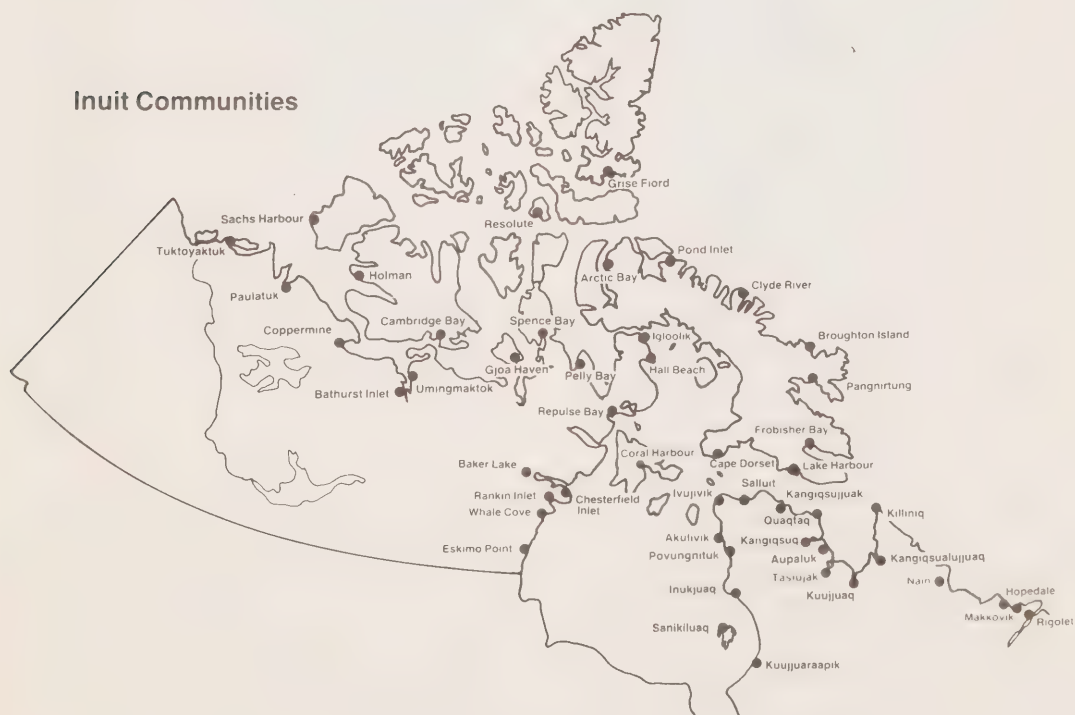 Inuit Communities
Grise Fiord
Sachs Harbour
Resolute
Tuktoyaktuk
Pond Inlet
Holman
Arctic Bay
Clyde River
Paulatuk
Coppermine
Cambridge Bay
Spence Bay
Igloolik
Broughton Island
Gjoa Haven
Pelly Bay
Hall Beach
Bathurst Inlet
Umingmaktok
Pangnirtung
Repulse Bay
Frobisher Bay
Baker Lake
Coral Harbour
Cape Dorset
Lake Harbour
Salluit
Rankin Inlet
Chesterfield
Inlet
Ivujivik
Kangiqsujjuak
Whale Cove
Quaqtaq
Killiniq
Akulivik
Kangiqsuq
Eskimo Point
Povungnituk
Aupaluk
Kangiqsualujjuaq
Tasiujak
Nain
Inukjuaq
Kuujjuaq
Hopedale
Makkovik
Rigolet
Sanikiluaq
Kuujjuaraapik